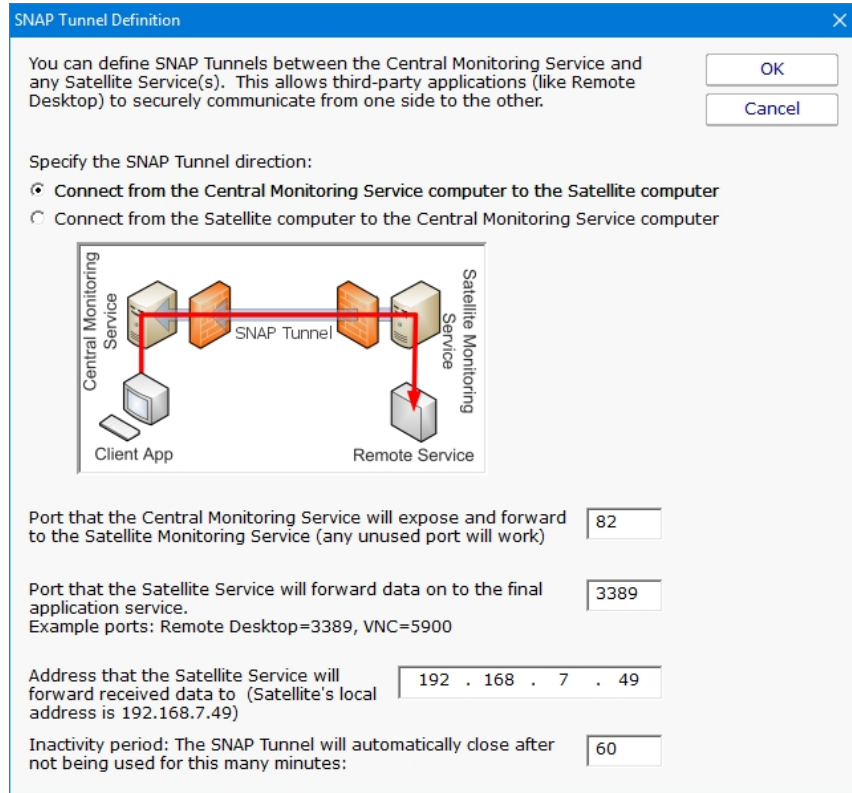 SNAP Tunnel Definition
You can define SNAP Tunnels between the Central Monitoring Service and
any Satellite Service(s). This allows third-party applications (like Remote
Desktop) to securely communicate from one side to the other.
OK
Cancel
Specify the SNAP Tunnel direction:
Connect from the Central Monitoring Service computer to the Satellite computer
Connect from the Satellite computer to the Central Monitoring Service computer
Central Monitoring
Service
SNAP Tunnel
Satellite Monitoring
Service
Client App
Remote Service
Port that the Central Monitoring Service will expose and forward
to the Satellite Monitoring Service (any unused port will work)
82
Port that the Satellite Service will forward data on to the final
application service.
Example ports: Remote Desktop=3389, VNC=5900
3389
Address that the Satellite Service will
forward received data to (Satellite's local
address is 192.168.7.49)
192 . 168 . 7 . 49
Inactivity period: The SNAP Tunnel will automatically close after
not being used for this many minutes:
60